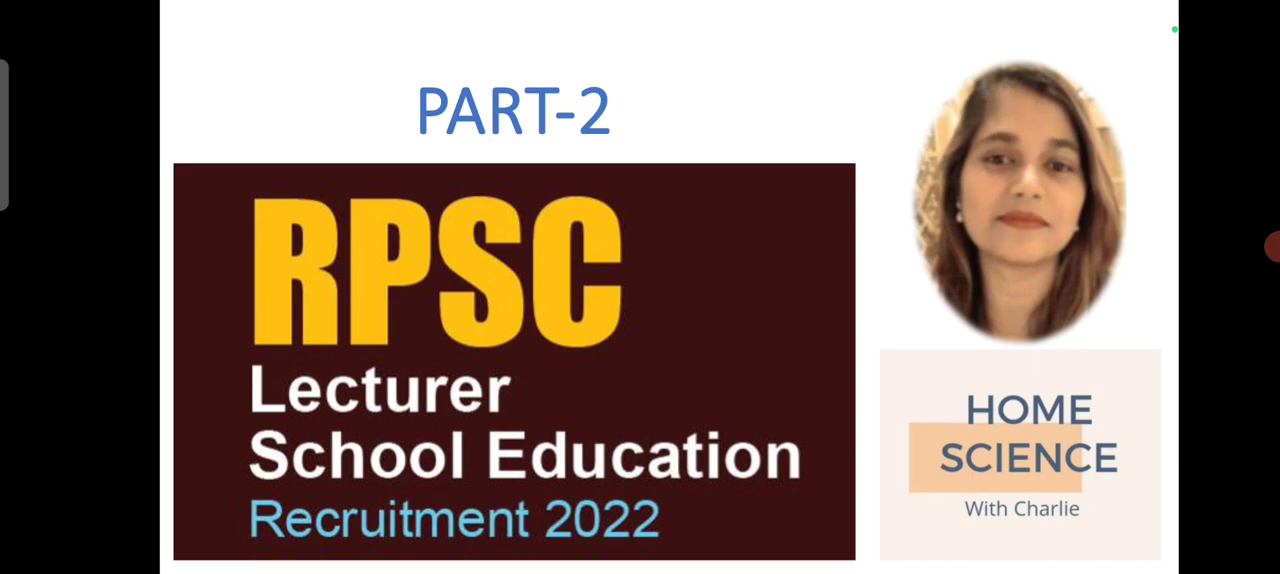 PART-2
RPSC
Lecturer
School Education
Recruitment 2022
HOME
SCIENCE
With Charlie